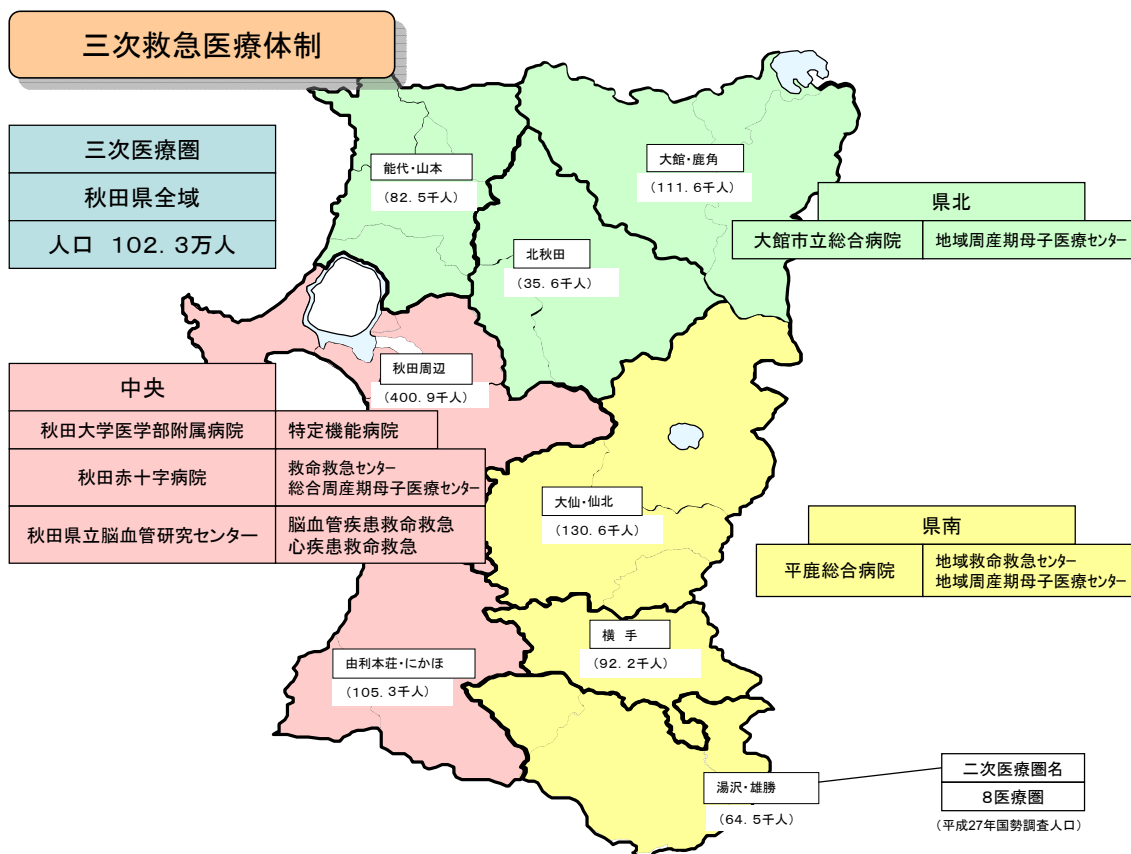 三次救急医療体制
三次医療圏
秋田県全域
人口 102.3万人
能代・山本
(82.5千人)
大館・鹿角
(111.6千人)
北秋田
(35.6千人)
県北
大館市立総合病院 地域周産期母子医療センター
秋田周辺
(400.9千人)
中央
秋田大学医学部附属病院 特定機能病院
秋田赤十字病院
救命救急センター
総合周産期母子医療センター
秋田県立脳血管研究センター
脳血管疾患救命救急
心疾患救命救急
大仙・仙北
(130.6千人)
県南
平鹿総合病院
地域救命救急センター
地域周産期母子医療センター
横 手
(92.2千人)
由利本荘・にかほ
(105.3千人)
湯沢・雄勝
(64.5千人)
二次医療圏名
8医療圏
(平成27年国勢調査人口)